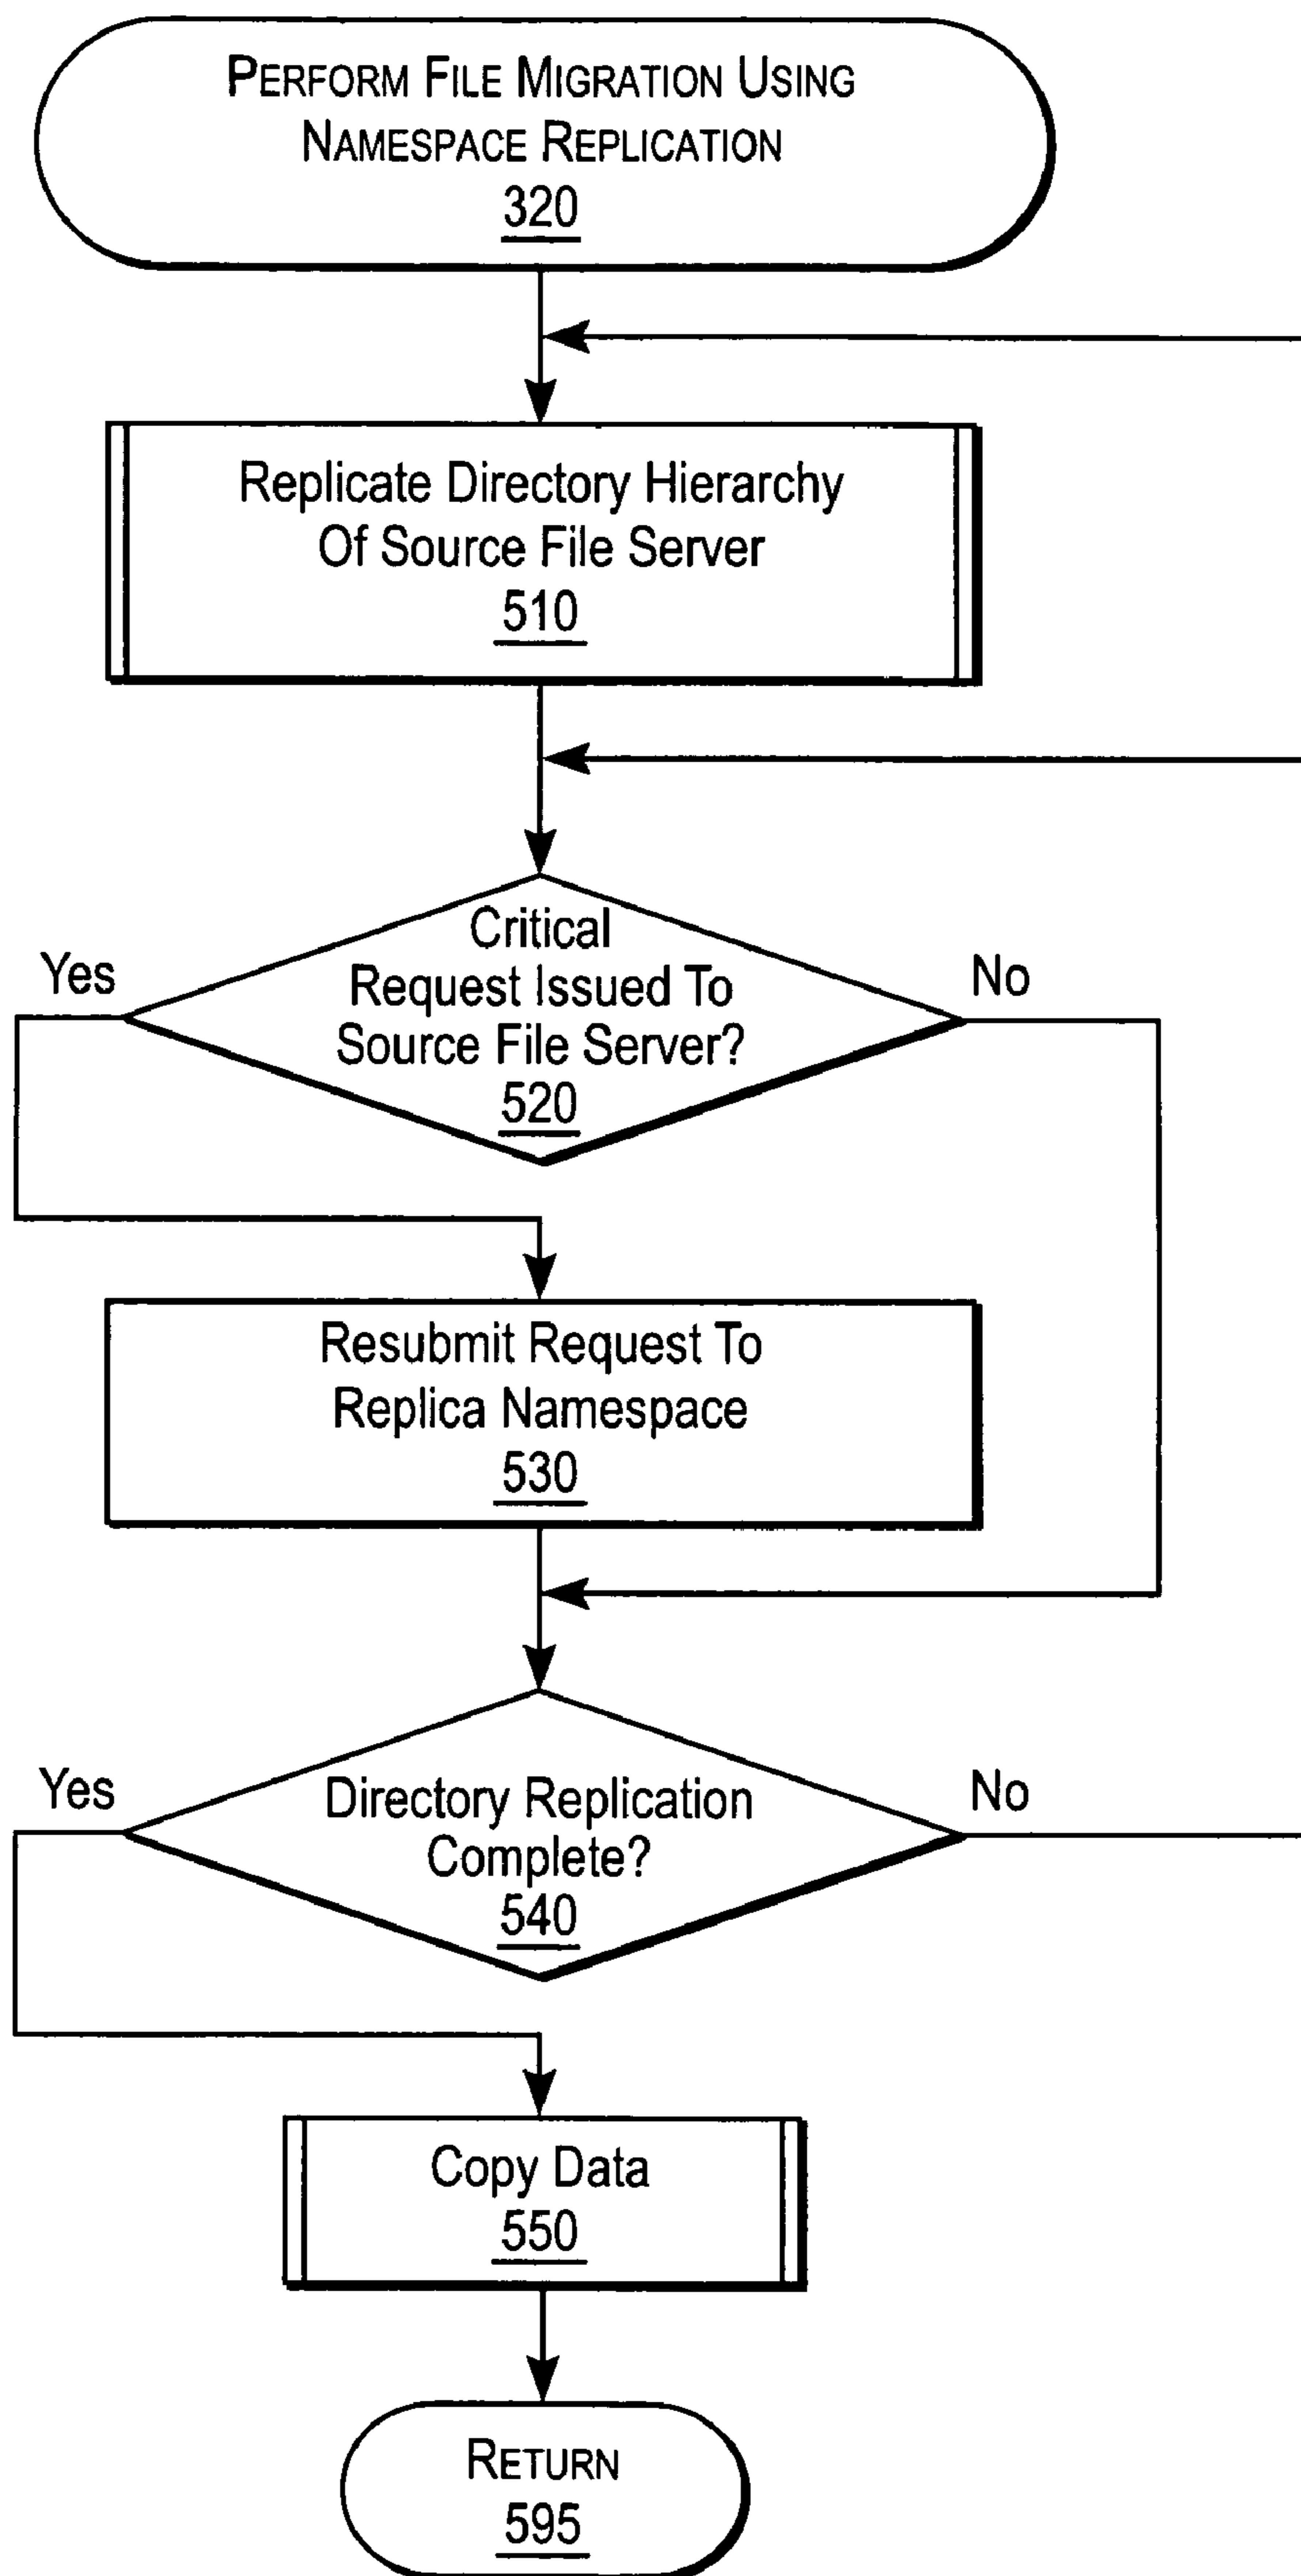 PERFORM FILE MIGRATION USING
NAMESPACE REPLICATION
320
Replicate Directory Hierarchy
Of Source File Server
510
Critical
Request Issued To
Source File Server?
520
Yes
No
Resubmit Request To
Replica Namespace
530
Directory Replication
Complete?
540
Yes
No
Copy Data
550
RETURN
595